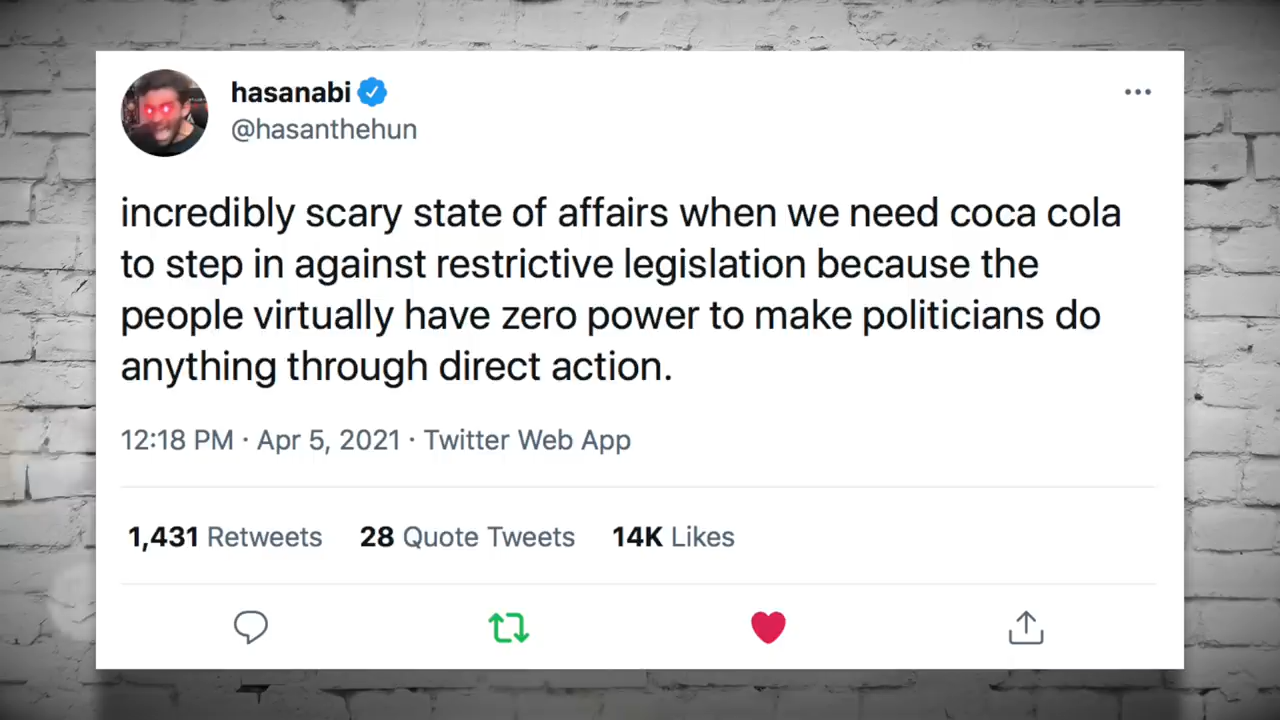 hasanabi
@hasanthehun
incredibly scary state of affairs when we need coca cola
to step in against restrictive legislation because the
people virtually have zero power to make politicians do
anything through direct action.
12:18 PM · Apr 5, 2021 · Twitter Web App
1,431 Retweets 28 Quote Tweets 14K Likes